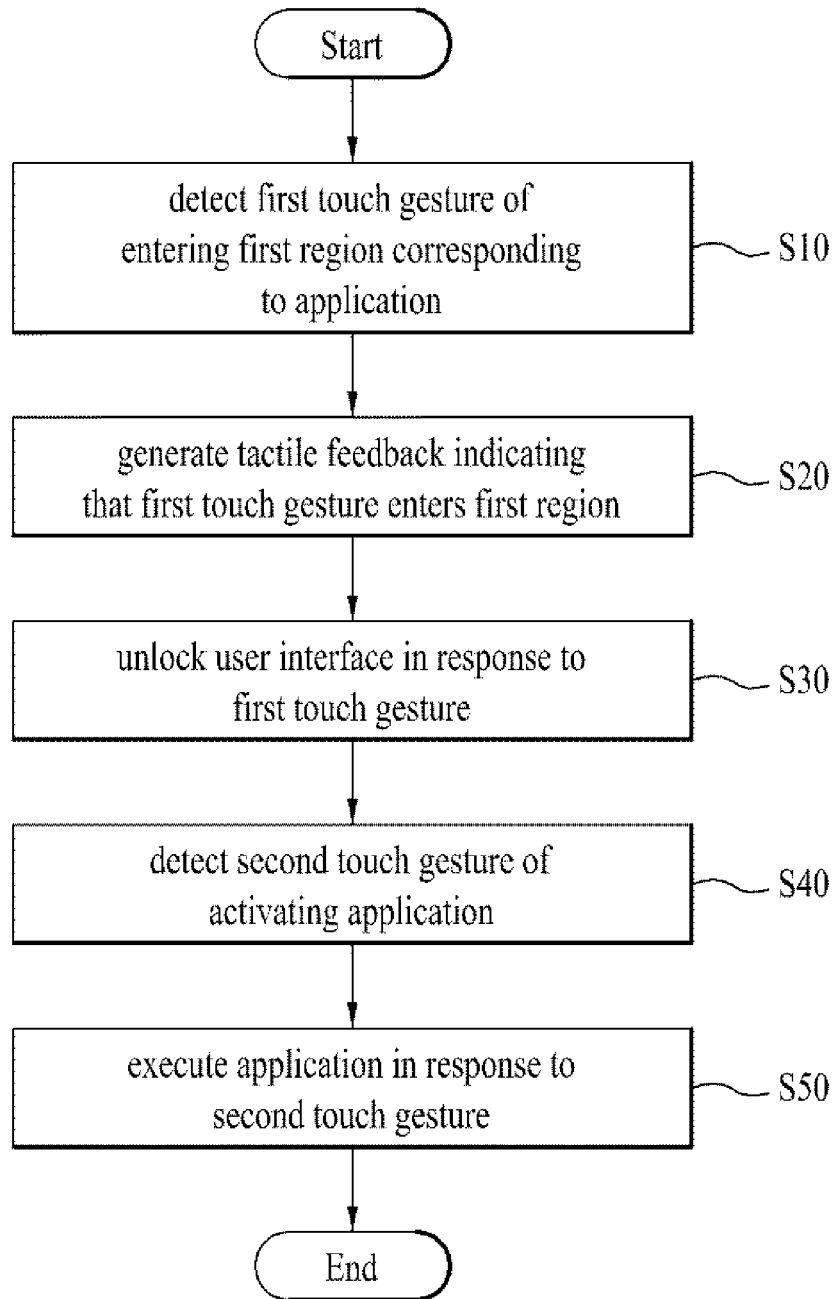 Start
detect first touch gesture of
entering first region corresponding
to application
S10
generate tactile feedback indicating
that first touch gesture enters first region
S20
unlock user interface in response to
first touch gesture
S30
detect second touch gesture of
activating application
S40
execute application in response to
second touch gesture
S50
End